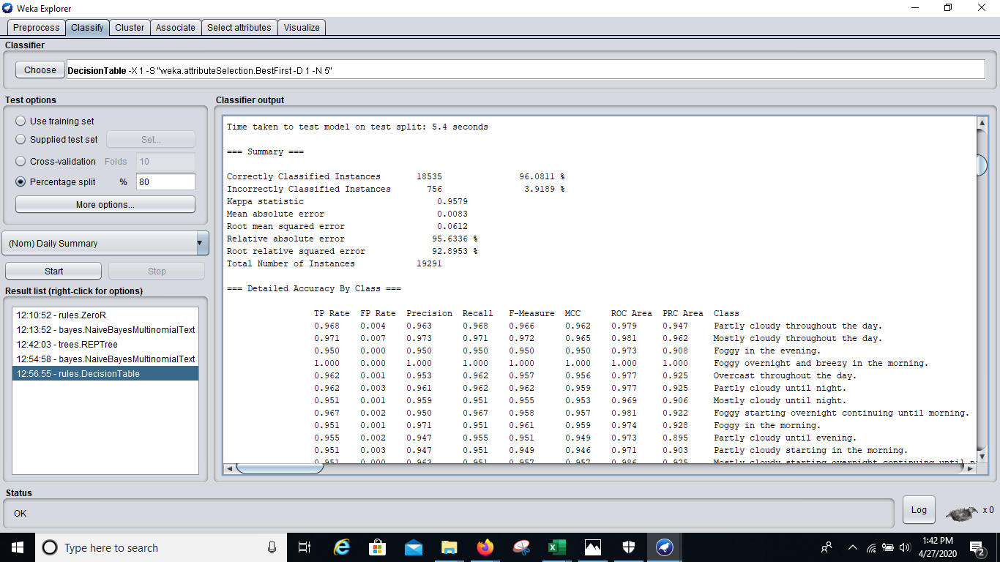 Weka Explorer
Preprocess Classify Cluster Associate Select attributes Visualize
Classifier
Choose DecisionTable -X 1 -S "weka.attributeSelection.BestFirst -D 1 -N 5"
Test options
Use training set
Supplied test set Set...
Cross-validation Folds 10
Percentage split % 80
More options...
(Nom) Daily Summary
Start Stop
Result list (right-click for options)
12:10:52 - rules.ZeroR
12:13:52 - bayes.NaiveBayesMultinomialText
12:42:03 - trees.REPTree
12:54:58 - bayes.NaiveBayesMultinomialText
12:56:55 - rules.DecisionTable
Classifier output
Time taken to test model on test split: 5.4 seconds
=== Summary ===
Correctly Classified Instances 18535 96.0811 %
Incorrectly Classified Instances 756 3.9189 %
Kappa statistic 0.9579
Mean absolute error 0.0083
Root mean squared error 0.0612
Relative absolute error 95.6336 %
Root relative squared error 92.8953 %
Total Number of Instances 19291
=== Detailed Accuracy By Class ===
TP Rate FP Rate Precision Recall F-Measure MCC ROC Area PRC Area Class
0.968 0.004 0.963 0.968 0.966 0.962 0.979 0.947 Partly cloudy throughout the day.
0.971 0.007 0.973 0.971 0.972 0.965 0.981 0.962 Mostly cloudy throughout the day.
0.950 0.000 0.950 0.950 0.950 0.950 0.973 0.908 Foggy in the evening.
1.000 0.000 1.000 1.000 1.000 1.000 1.000 1.000 Foggy overnight and breezy in the morning.
0.962 0.001 0.953 0.962 0.957 0.956 0.977 0.925 Overcast throughout the day.
0.962 0.003 0.961 0.962 0.962 0.959 0.977 0.925 Partly cloudy until night.
0.951 0.001 0.959 0.951 0.955 0.953 0.969 0.906 Mostly cloudy until night.
0.967 0.002 0.950 0.967 0.958 0.957 0.981 0.922 Foggy starting overnight continuing until morning.
0.951 0.001 0.971 0.951 0.961 0.959 0.974 0.928 Foggy in the morning.
0.955 0.002 0.947 0.955 0.951 0.949 0.973 0.895 Partly cloudy until evening.
0.951 0.003 0.947 0.951 0.949 0.946 0.971 0.903 Partly cloudy starting in the morning.
0.951 0.000 0.963 0.951 0.957 0.957 0.986 0.925 Mostly cloudy starting overnight continuing until
Status
OK
Log
x 0
Type here to search
1:42 PM
4/27/2020
2